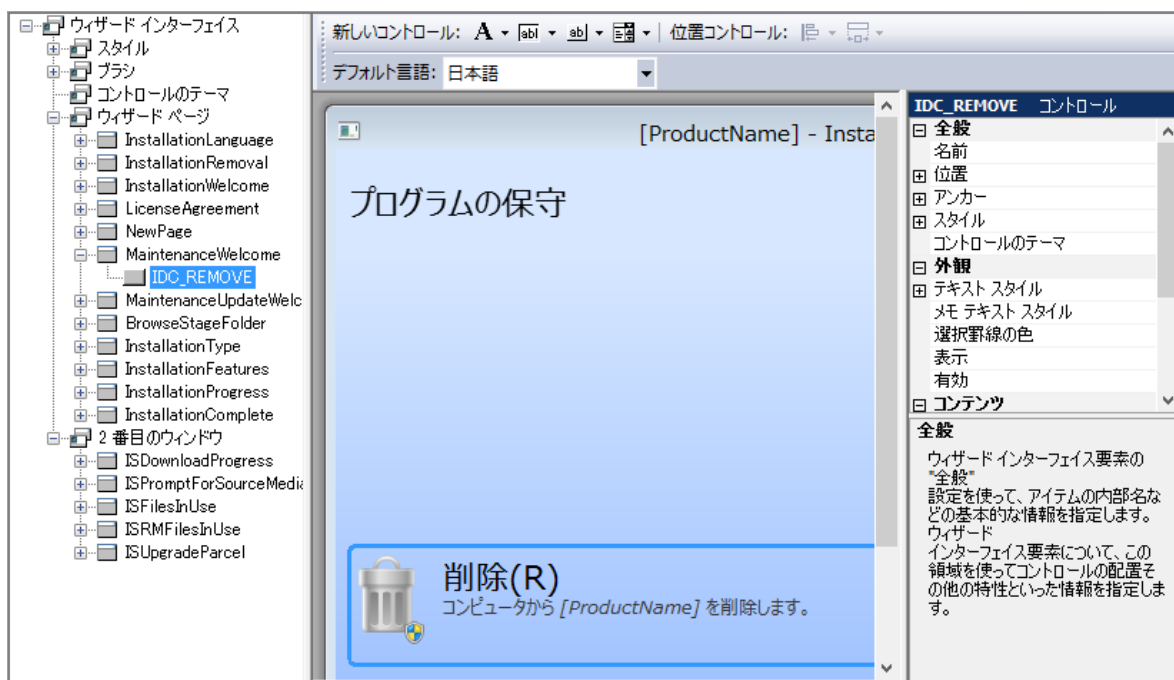 ウィザード インターフェイス
スタイル
ブラシ
コントロールのテーマ
ウィザード ページ
InstallationLanguage
InstallationRemoval
InstallationWelcome
LicenseAgreement
NewPage
MaintenanceWelcome
IDC_REMOVE
MaintenanceUpdateWelc
BrowseStageFolder
InstallationType
InstallationFeatures
InstallationProgress
InstallationComplete
2 番目のウィンドウ
ISDownloadProgress
ISPromptForSourceMedia
ISFilesInUse
ISRMFilesInUse
ISUpgradeParcel
新しいコントロール: A abl ab 位置コントロール:
デフォルト言語: 日本語
[ProductName] - Insta
プログラムの保守
削除(R)
コンピュータから [ProductName] を削除します。
IDC_REMOVE コントロール
全般
名前
位置
アンカー
スタイル
コントロールのテーマ
外観
テキスト スタイル
メモ テキスト スタイル
選択罫線の色
表示
有効
コンテンツ
全般
ウィザード インターフェイス要素の
"全般"
設定を使って、アイテムの内部名な
どの基本的な情報を指定します。
ウィザード
インターフェイス要素について、この
領域を使ってコントロールの配置そ
の他の特性といった情報を指定しま
す。